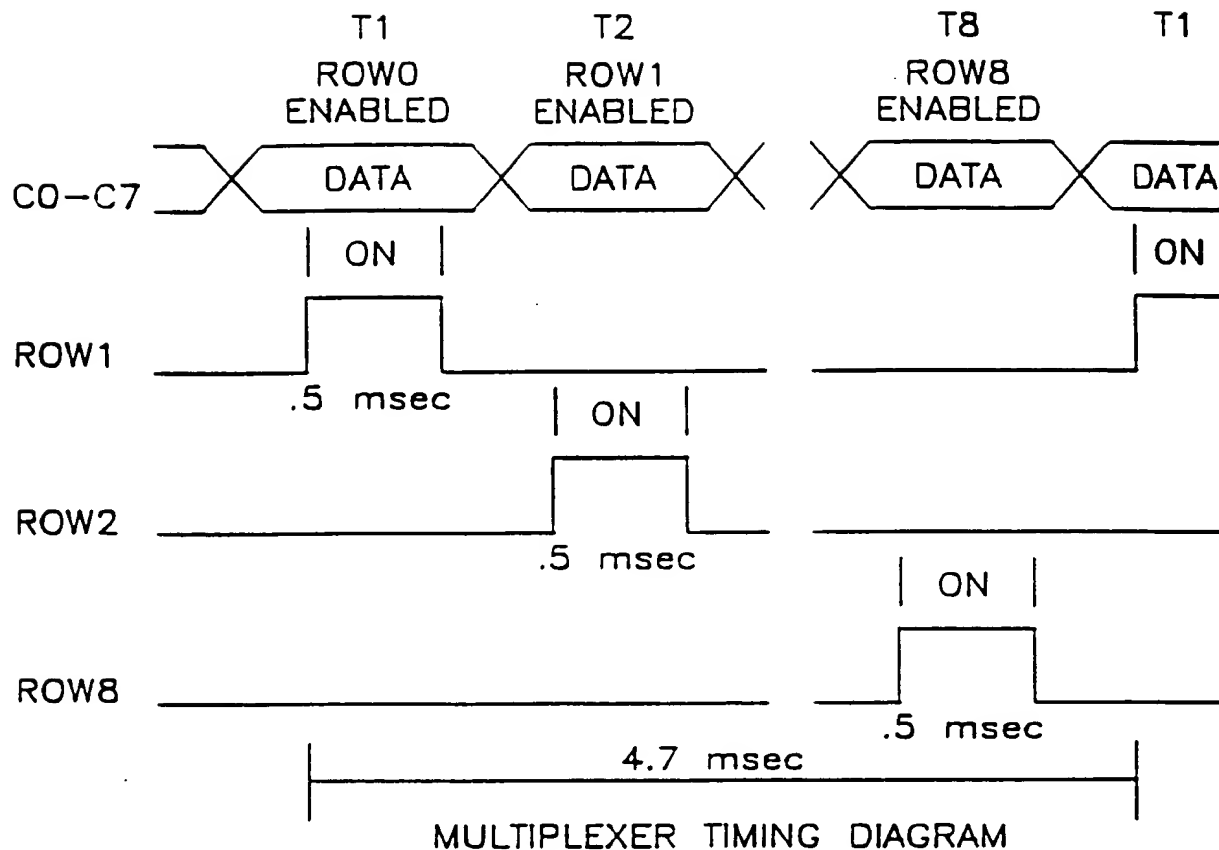 T1 T2 T8 T1
ROW0 ROW1 ROW8
ENABLED ENABLED ENABLED
C0-C7 DATA DATA DATA DATA
ON ON
ROW1
.5 msec
ON
ROW2
.5 msec
ON
ROW8
.5 msec
4.7 msec
MULTIPLEXER TIMING DIAGRAM